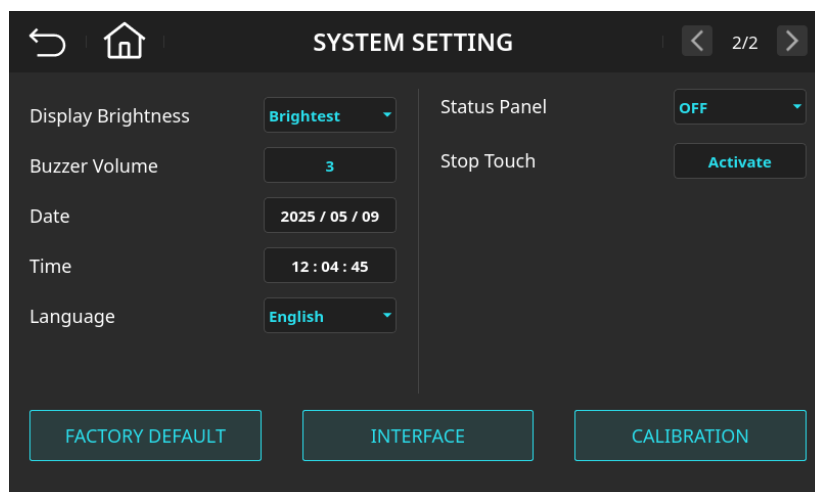 SYSTEM SETTING
2/2
Display Brightness
Brightest
Buzzer Volume
3
Date
2025 / 05 / 09
Time
12 : 04 : 45
Language
English
Status Panel
OFF
Stop Touch
Activate
FACTORY DEFAULT
INTERFACE
CALIBRATION